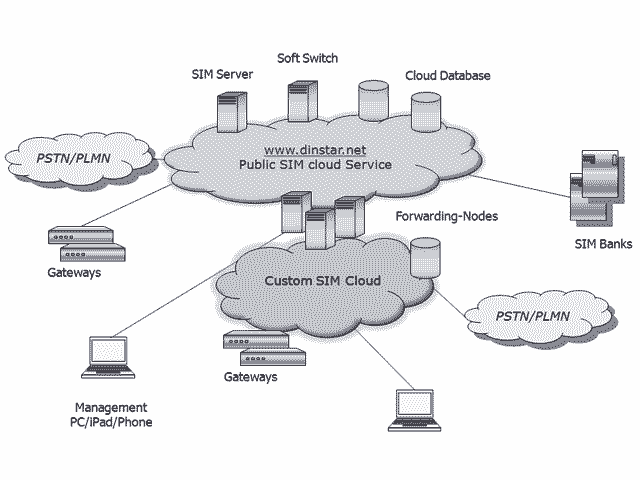 Soft Switch
SIM Server
Cloud Database
www.dinstar.net
Public SIM cloud Service
PSTN/PLMN
Forwarding-Nodes
SIM Banks
Gateways
Custom SIM Cloud
PSTN/PLMN
Gateways
Management
PC/iPad/Phone